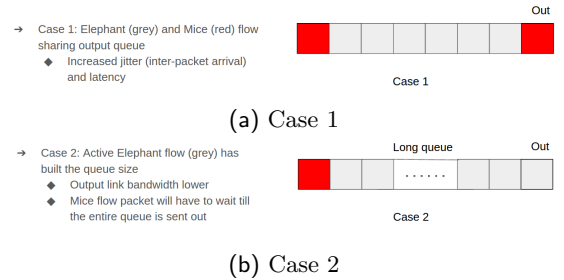 Out
➔ Case 1: Elephant (grey) and Mice (red) flow
sharing output queue
◆ Increased jitter (inter-packet arrival)
and latency
Case 1
(a) Case 1
➔ Case 2: Active Elephant flow (grey) has
built the queue size
◆ Output link bandwidth lower
◆ Mice flow packet will have to wait till
the entire queue is sent out
Long queue
Out
......
Case 2
(b) Case 2